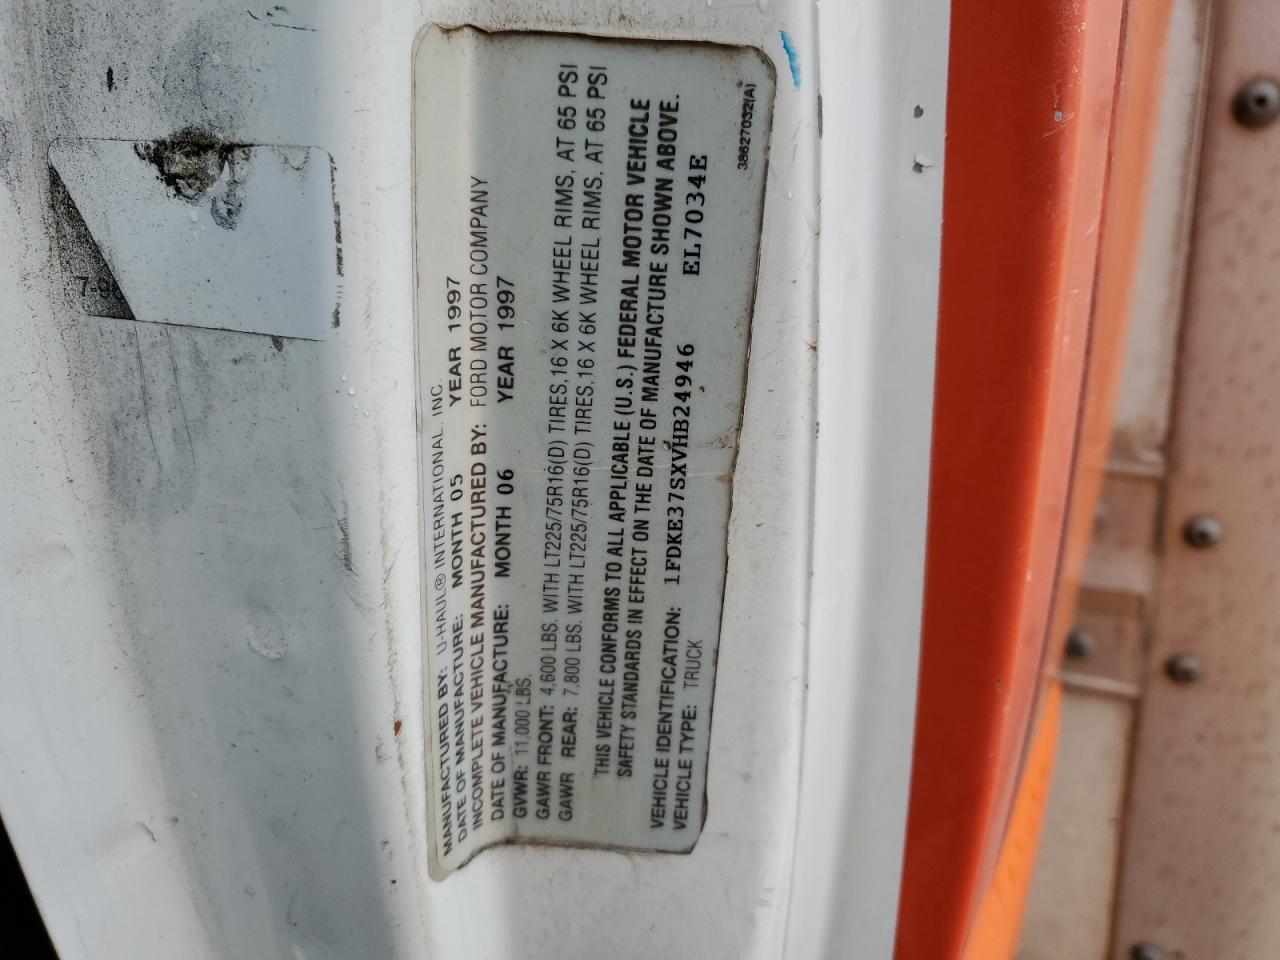 MANUFACTURED BY: U-HAUL® INTERNATIONAL, INC.
DATE OF MANUFACTURE: MONTH 05 YEAR 1997
INCOMPLETE VEHICLE MANUFACTURED BY: FORD MOTOR COMPANY
DATE OF MANUFACTURE: MONTH 06 YEAR 1997
GVWR: 11,000 LBS.
GAWR FRONT: 4,600 LBS. WITH LT225/75R16(D) TIRES, 16 X 6K WHEEL RIMS, AT 65 PSI
GAWR REAR: 7,800 LBS. WITH LT225/75R16(D) TIRES, 16 X 6K WHEEL RIMS, AT 65 PSI
THIS VEHICLE CONFORMS TO ALL APPLICABLE (U.S.) FEDERAL MOTOR VEHICLE
SAFETY STANDARDS IN EFFECT ON THE DATE OF MANUFACTURE SHOWN ABOVE.
VEHICLE IDENTIFICATION: 1FDKE37SXVHB24946 EL7034E
VEHICLE TYPE: TRUCK
38627032(A)